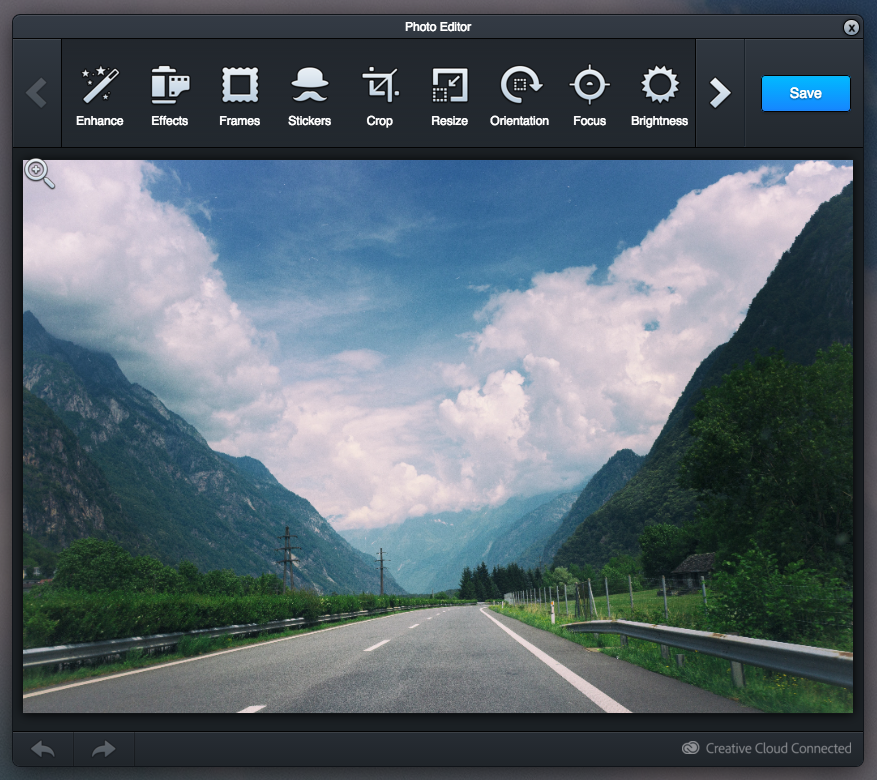 Photo Editor
x
Enhance
Effects
Frames
Stickers
Crop
Resize
Orientation
Focus
Brightness
Save
Creative Cloud Connected